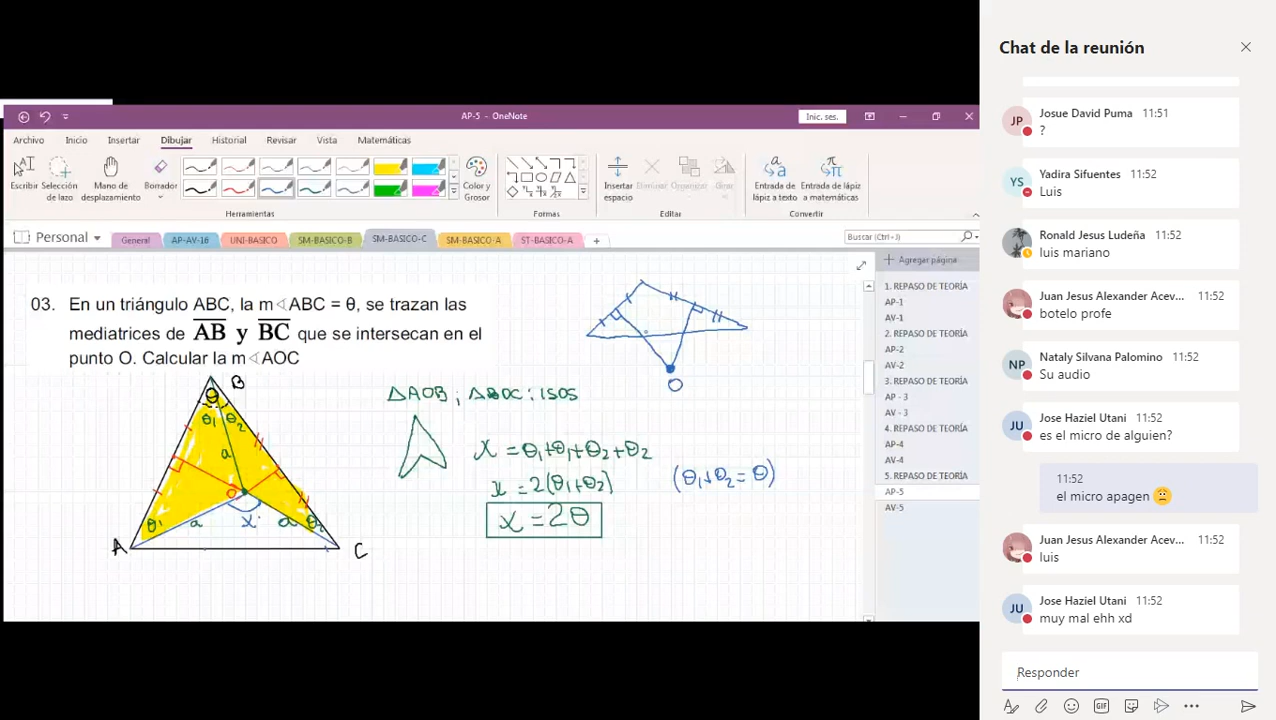 Chat de la reunión
Josue David Puma 11:51
?
Yadira Sifuentes 11:52
Luis
Ronald Jesus Ludeña 11:52
luis mariano
Juan Jesus Alexander Acev... 11:52
botelo profe
Nataly Silvana Palomino 11:52
Su audio
Jose Haziel Utani 11:52
es el micro de alguien?
11:52
el micro apagen
Juan Jesus Alexander Acev... 11:52
luis
Jose Haziel Utani 11:52
muy mal ehh xd
Responder
AP-5 - OneNote
Inic. ses.
Archivo Inicio Insertar Dibujar Historial Revisar Vista Matemáticas
Escribir
Selección de lazo
Mano de desplazamiento
Borrador
Color y Grosor
Insertar espacio
Eliminar
Organizar
Girar
Entrada de lápiz a texto
Entrada de lápiz a matemáticas
Herramientas Formas Editar Convertir
Personal
General AP-AV-18 UNI-BASICO SM-BASICO-B SM-BASICO-C SM-BASICO-A ST-BASICO-A
Buscar (Ctrl+J)
Agregar página
1. REPASO DE TEORÍA
AP-1
AV-1
2. REPASO DE TEORÍA
AP-2
AV-2
3. REPASO DE TEORÍA
AP - 3
AV - 3
4. REPASO DE TEORÍA
AP-4
AV-4
5. REPASO DE TEORÍA
AP-5
AV-5
03. En un triángulo ABC, la m∢ABC = θ, se trazan las
mediatrices de AB y BC que se intersecan en el
punto O. Calcular la m∢AOC
B
θ
θ₁ θ₂
a
O
θ₁ a x a θ₂
A C
O
△AOB ; △BOC : ISOS
x = θ₁+θ₁+θ₂+θ₂
x = 2(θ₁+θ₂)
(θ₁+θ₂ = θ)
x = 2θ